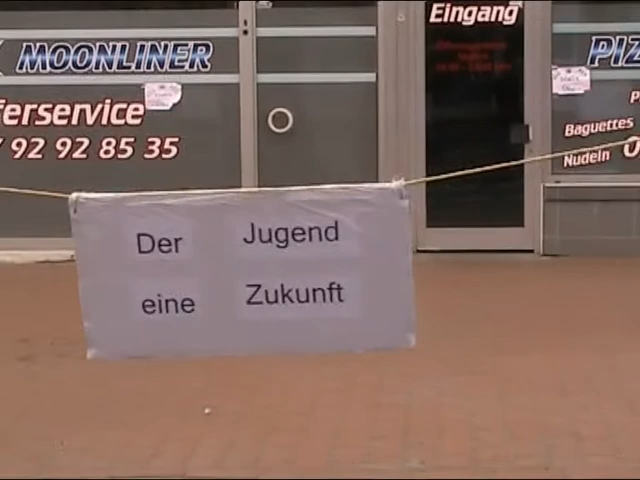 MOONLINER
Eingang
PIZ
ferservice
Baguettes
92 92 85 35
Nudeln
Der Jugend
eine Zukunft